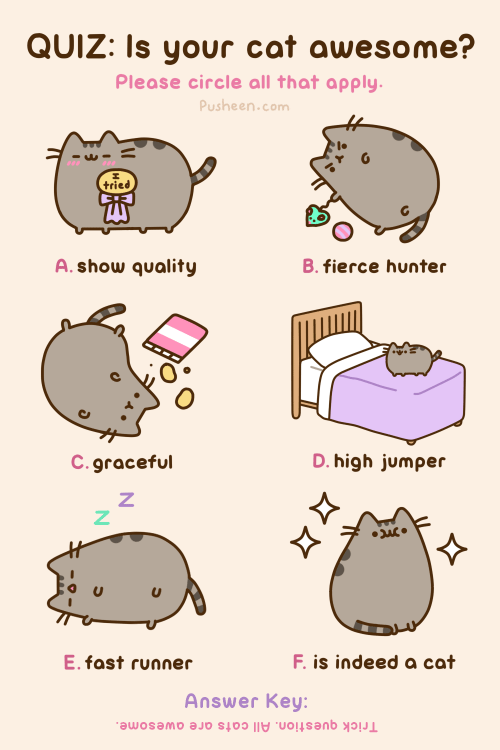 QUIZ: Is your cat awesome?
Please circle all that apply.
Pusheen.com
I
tried
A. show quality
B. fierce hunter
C. graceful
D. high jumper
Z
Z
E. fast runner
F. is indeed a cat
Answer Key:
Trick question. All cats are awesome.